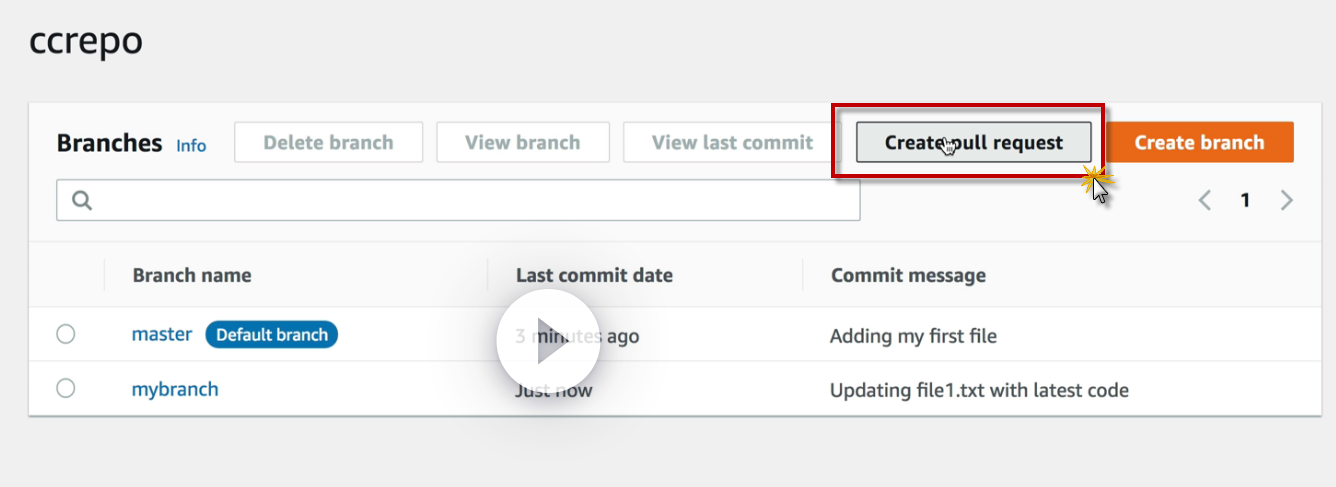 ccrepo
Branches Info Delete branch View branch View last commit Create pull request Create branch
1
Branch name Last commit date Commit message
master Default branch 3 minutes ago Adding my first file
mybranch Just now Updating file1.txt with latest code